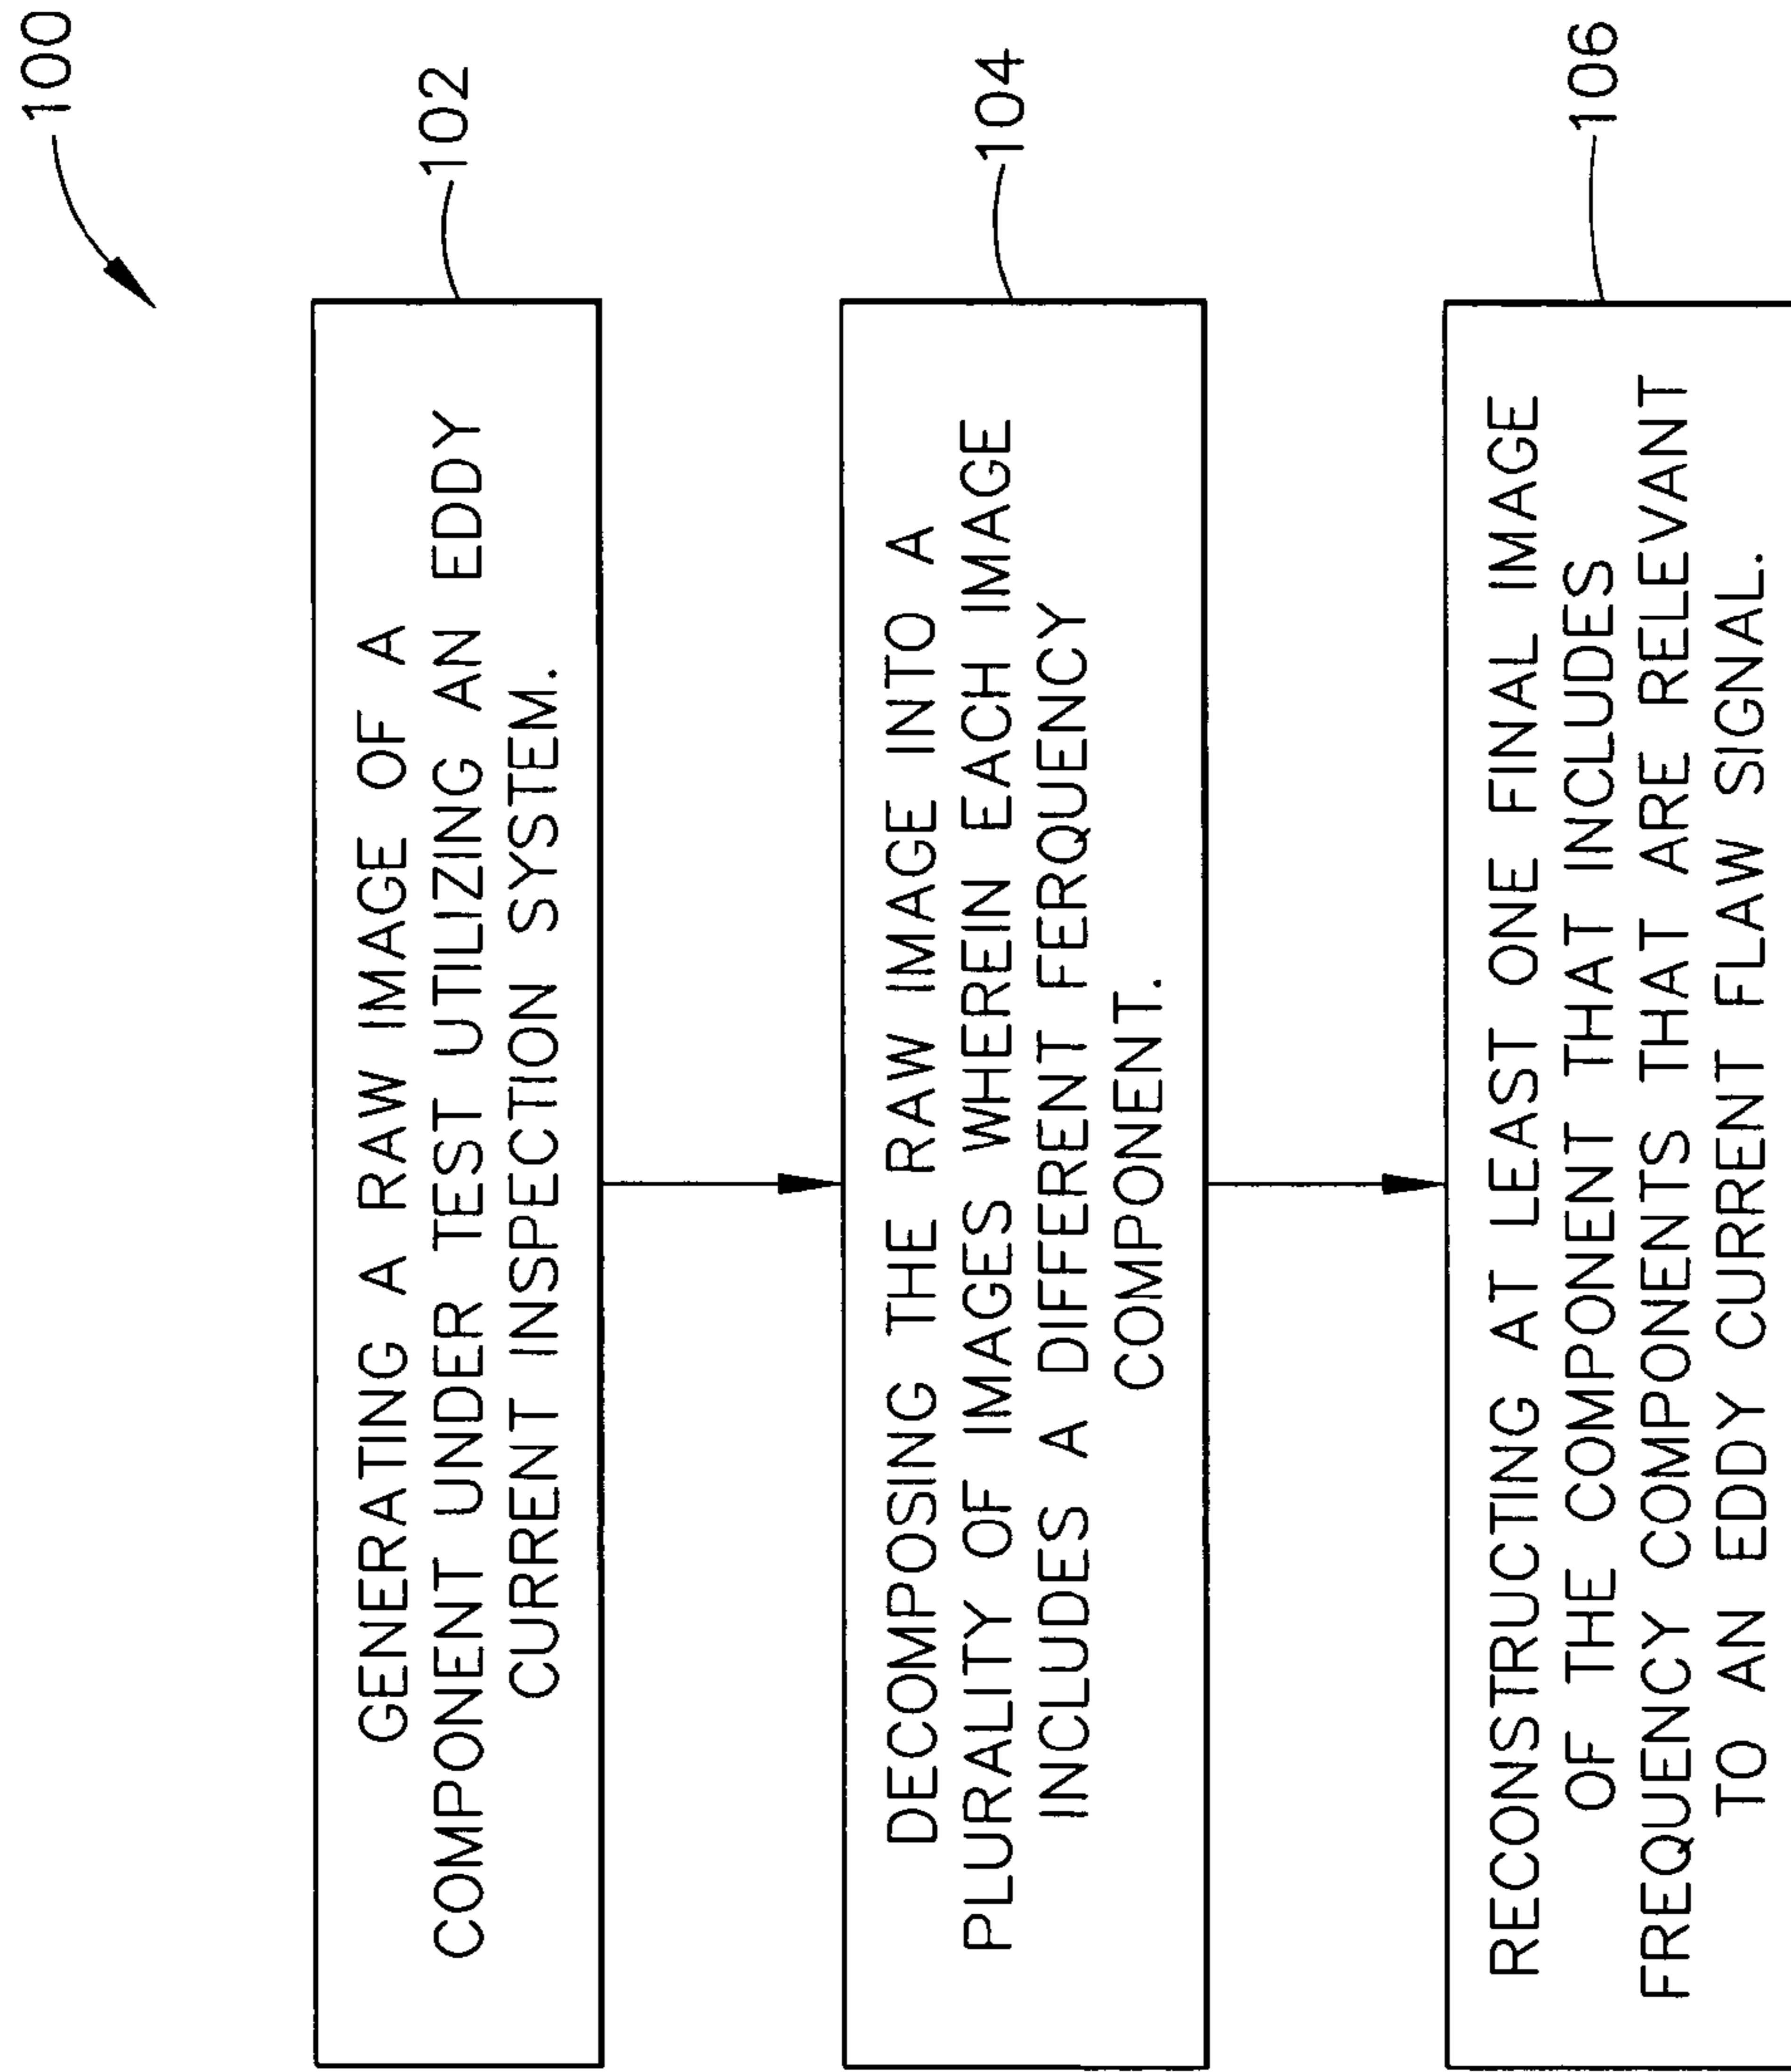 100
GENERATING A RAW IMAGE OF A
COMPONENT UNDER TEST UTILIZING AN EDDY
CURRENT INSPECTION SYSTEM.
102
DECOMPOSING THE RAW IMAGE INTO A
PLURALITY OF IMAGES WHEREIN EACH IMAGE
INCLUDES A DIFFERENT FERQUENCY
COMPONENT.
104
RECONSTRUCTING AT LEAST ONE FINAL IMAGE
OF THE COMPONENT THAT INCLUDES
FREQUENCY COMPONENTS THAT ARE RELEVANT
TO AN EDDY CURRENT FLAW SIGNAL.
106